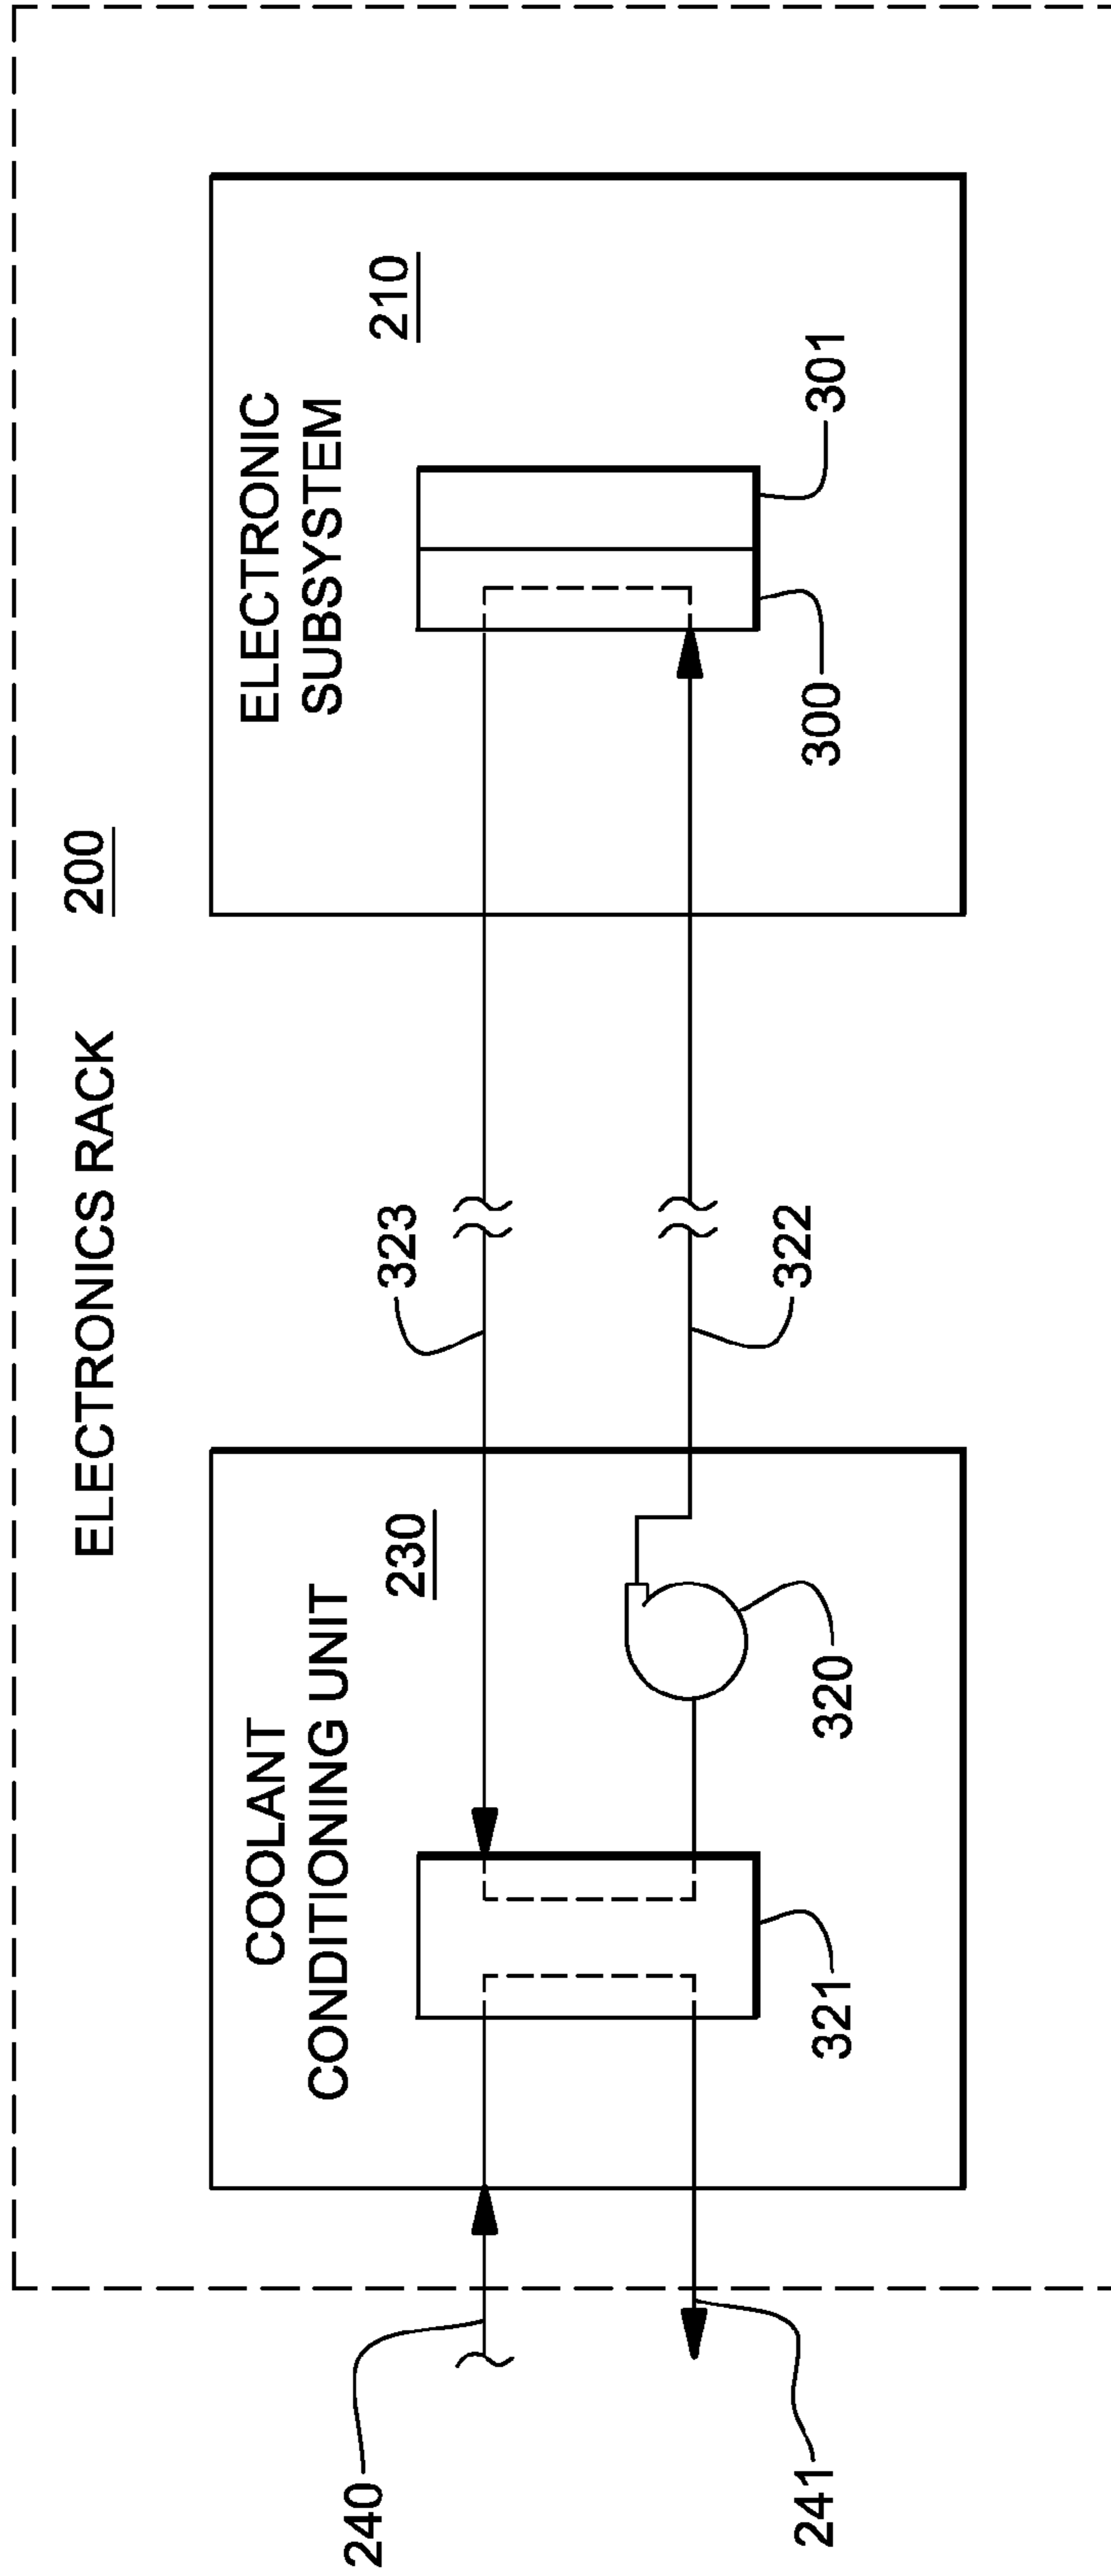 ELECTRONICS RACK 200
COOLANT
CONDITIONING UNIT
230
ELECTRONIC
SUBSYSTEM
210
240
323
241
321
320
322
300
301